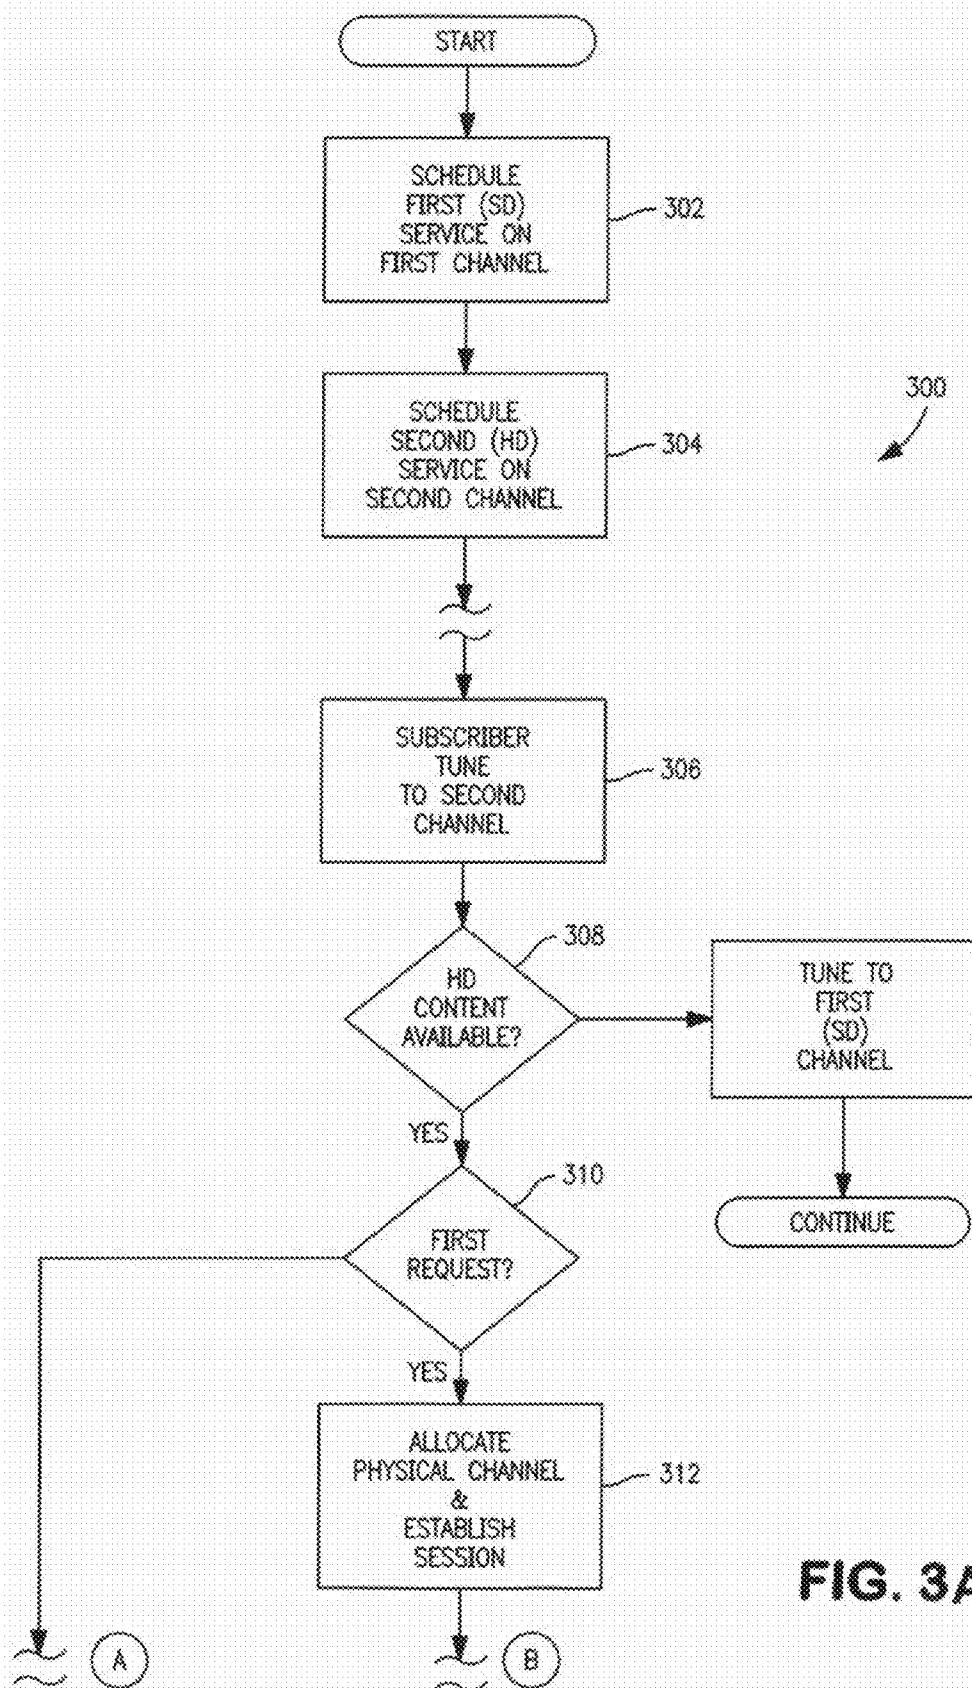 START
SCHEDULE
FIRST (SD)
SERVICE ON
FIRST CHANNEL
302
SCHEDULE
SECOND (HD)
SERVICE ON
SECOND CHANNEL
304
300
SUBSCRIBER
TUNE
TO SECOND
CHANNEL
306
HD
CONTENT
AVAILABLE?
308
TUNE TO
FIRST
(SD)
CHANNEL
YES
CONTINUE
FIRST
REQUEST?
310
YES
ALLOCATE
PHYSICAL CHANNEL
&
ESTABLISH
SESSION
312
FIG. 3A
A
B